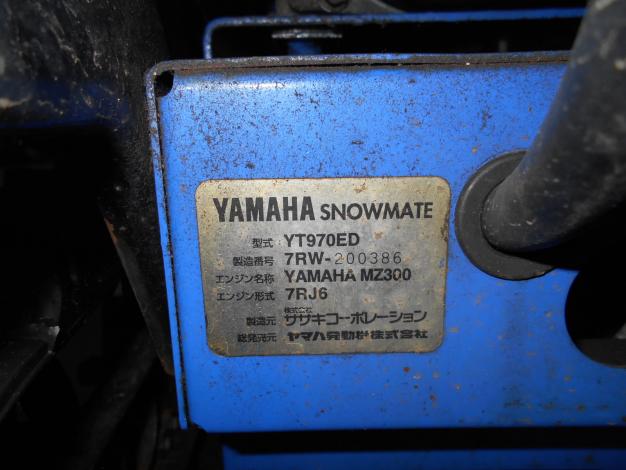 YAMAHA SNOWMATE
型式 YT970ED
製造番号 7RW-200386
エンジン名称 YAMAHA MZ300
エンジン形式 7RJ6
製造元 株式会社 ササキコーポレーション
総発売元 ヤマハ発動機株式会社